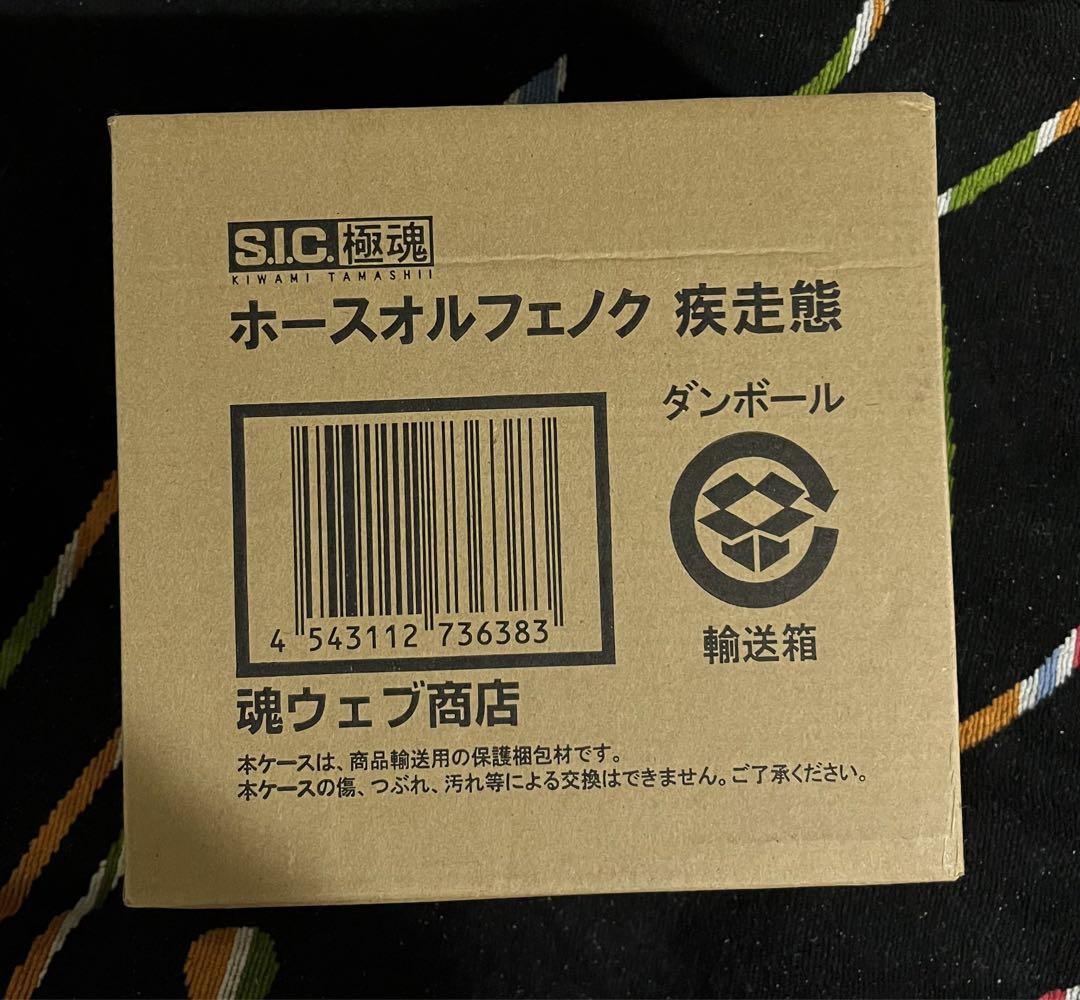 S.I.C. 極魂
KIWAMI TAMASHII
ホースオルフェノク 疾走態
ダンボール
4 543112 736383
輸送箱
魂ウェブ商店
本ケースは、商品輸送用の保護梱包材です。
本ケースの傷、つぶれ、汚れ等による交換はできません。ご了承ください。